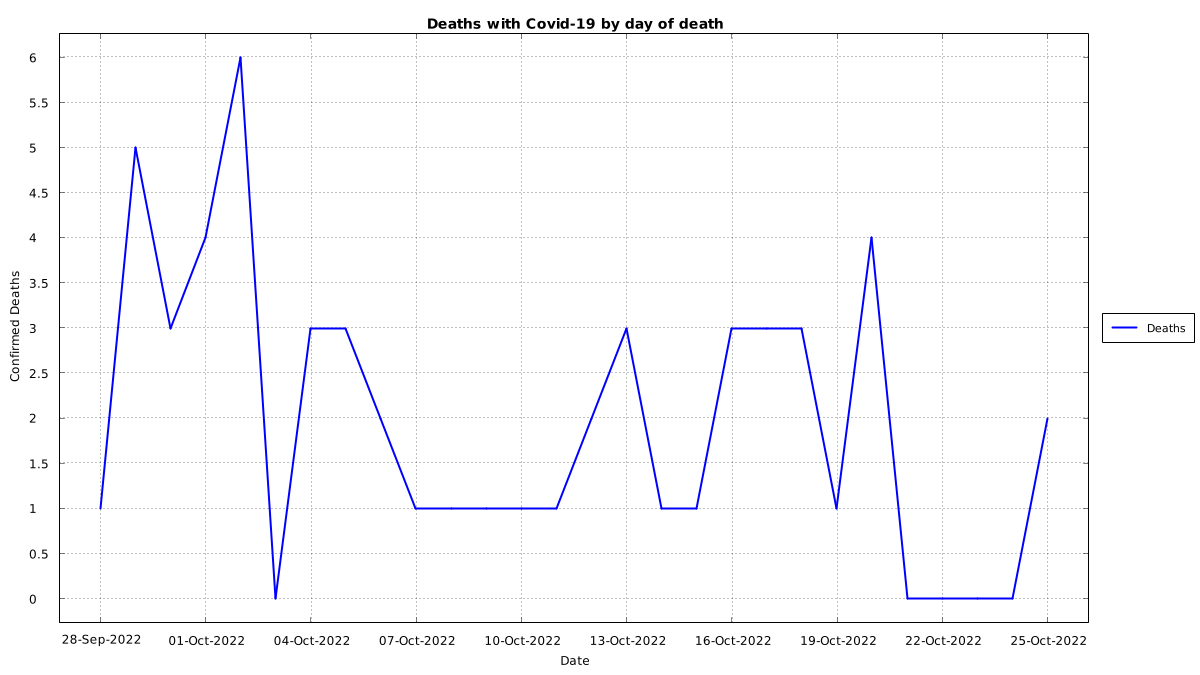 Deaths with Covid-19 by day of death
6
5.5
5
4.5
4
3.5
3
2.5
2
1.5
1
0.5
0
Confirmed Deaths
28-Sep-2022 01-Oct-2022 04-Oct-2022 07-Oct-2022 10-Oct-2022 13-Oct-2022 16-Oct-2022 19-Oct-2022 22-Oct-2022 25-Oct-2022
Date
Deaths